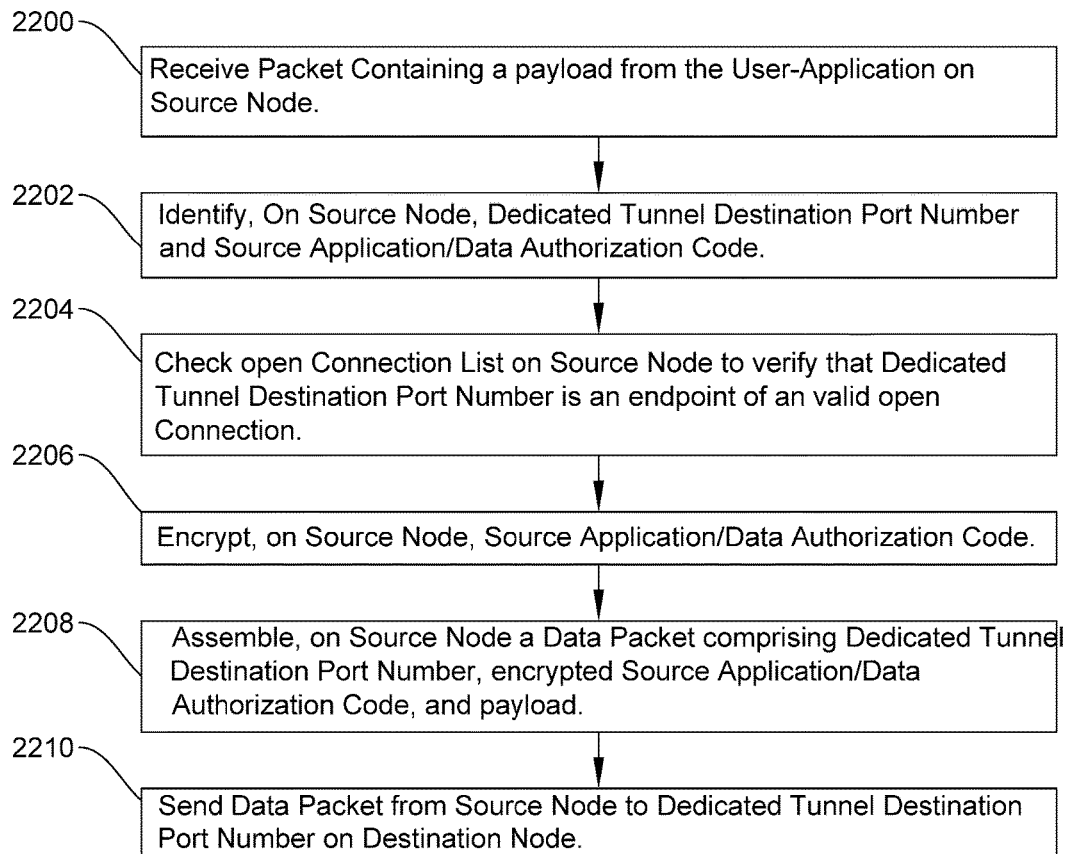 2200
Receive Packet Containing a payload from the User-Application on
Source Node.
2202
Identify, On Source Node, Dedicated Tunnel Destination Port Number
and Source Application/Data Authorization Code.
2204
Check open Connection List on Source Node to verify that Dedicated
Tunnel Destination Port Number is an endpoint of an valid open
Connection.
2206
Encrypt, on Source Node, Source Application/Data Authorization Code.
2208
Assemble, on Source Node a Data Packet comprising Dedicated Tunnel
Destination Port Number, encrypted Source Application/Data
Authorization Code, and payload.
2210
Send Data Packet from Source Node to Dedicated Tunnel Destination
Port Number on Destination Node.